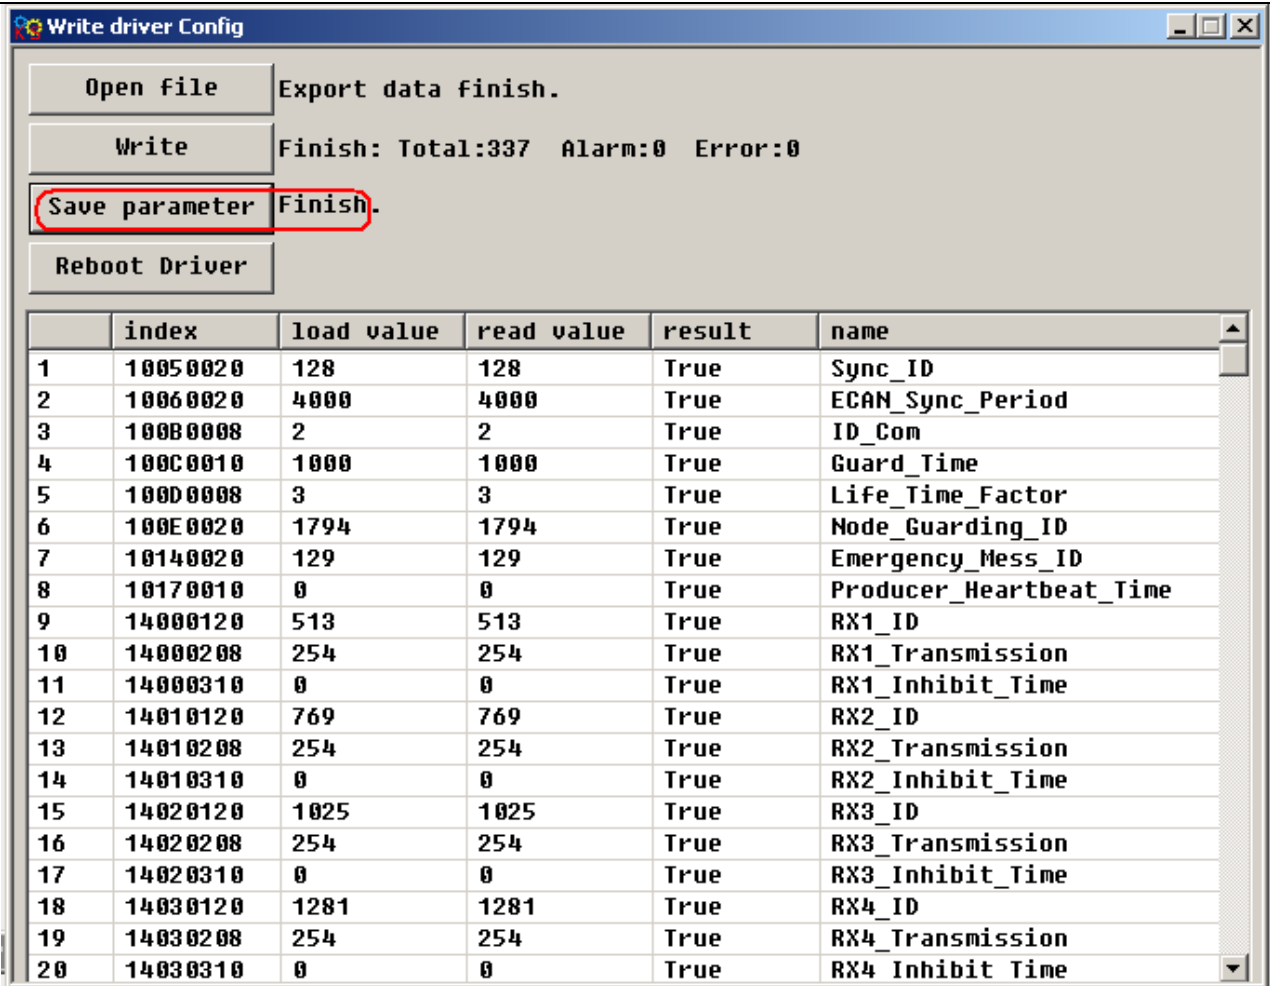 Write driver Config
Open file Export data finish.
Write Finish: Total:337 Alarm:0 Error:0
Save parameter Finish.
Reboot Driver
index load value read value result name
1 10050020 128 128 True Sync_ID
2 10060020 4000 4000 True ECAN_Sync_Period
3 100B0008 2 2 True ID_Com
4 100C0010 1000 1000 True Guard_Time
5 100D0008 3 3 True Life_Time_Factor
6 100E0020 1794 1794 True Node_Guarding_ID
7 10140020 129 129 True Emergency_Mess_ID
8 10170010 0 0 True Producer_Heartbeat_Time
9 14000120 513 513 True RX1_ID
10 14000208 254 254 True RX1_Transmission
11 14000310 0 0 True RX1_Inhibit_Time
12 14010120 769 769 True RX2_ID
13 14010208 254 254 True RX2_Transmission
14 14010310 0 0 True RX2_Inhibit_Time
15 14020120 1025 1025 True RX3_ID
16 14020208 254 254 True RX3_Transmission
17 14020310 0 0 True RX3_Inhibit_Time
18 14030120 1281 1281 True RX4_ID
19 14030208 254 254 True RX4_Transmission
20 14030310 0 0 True RX4_Inhibit_Time